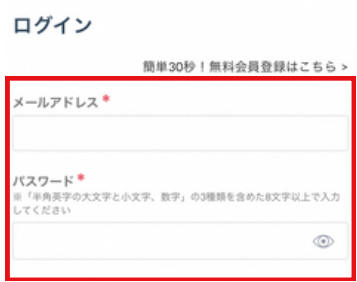 ログイン
簡単30秒！無料会員登録はこちら >
メールアドレス *
パスワード *
※「半角英字の大文字と小文字、数字」の3種類を含めた8文字以上で入力
してください